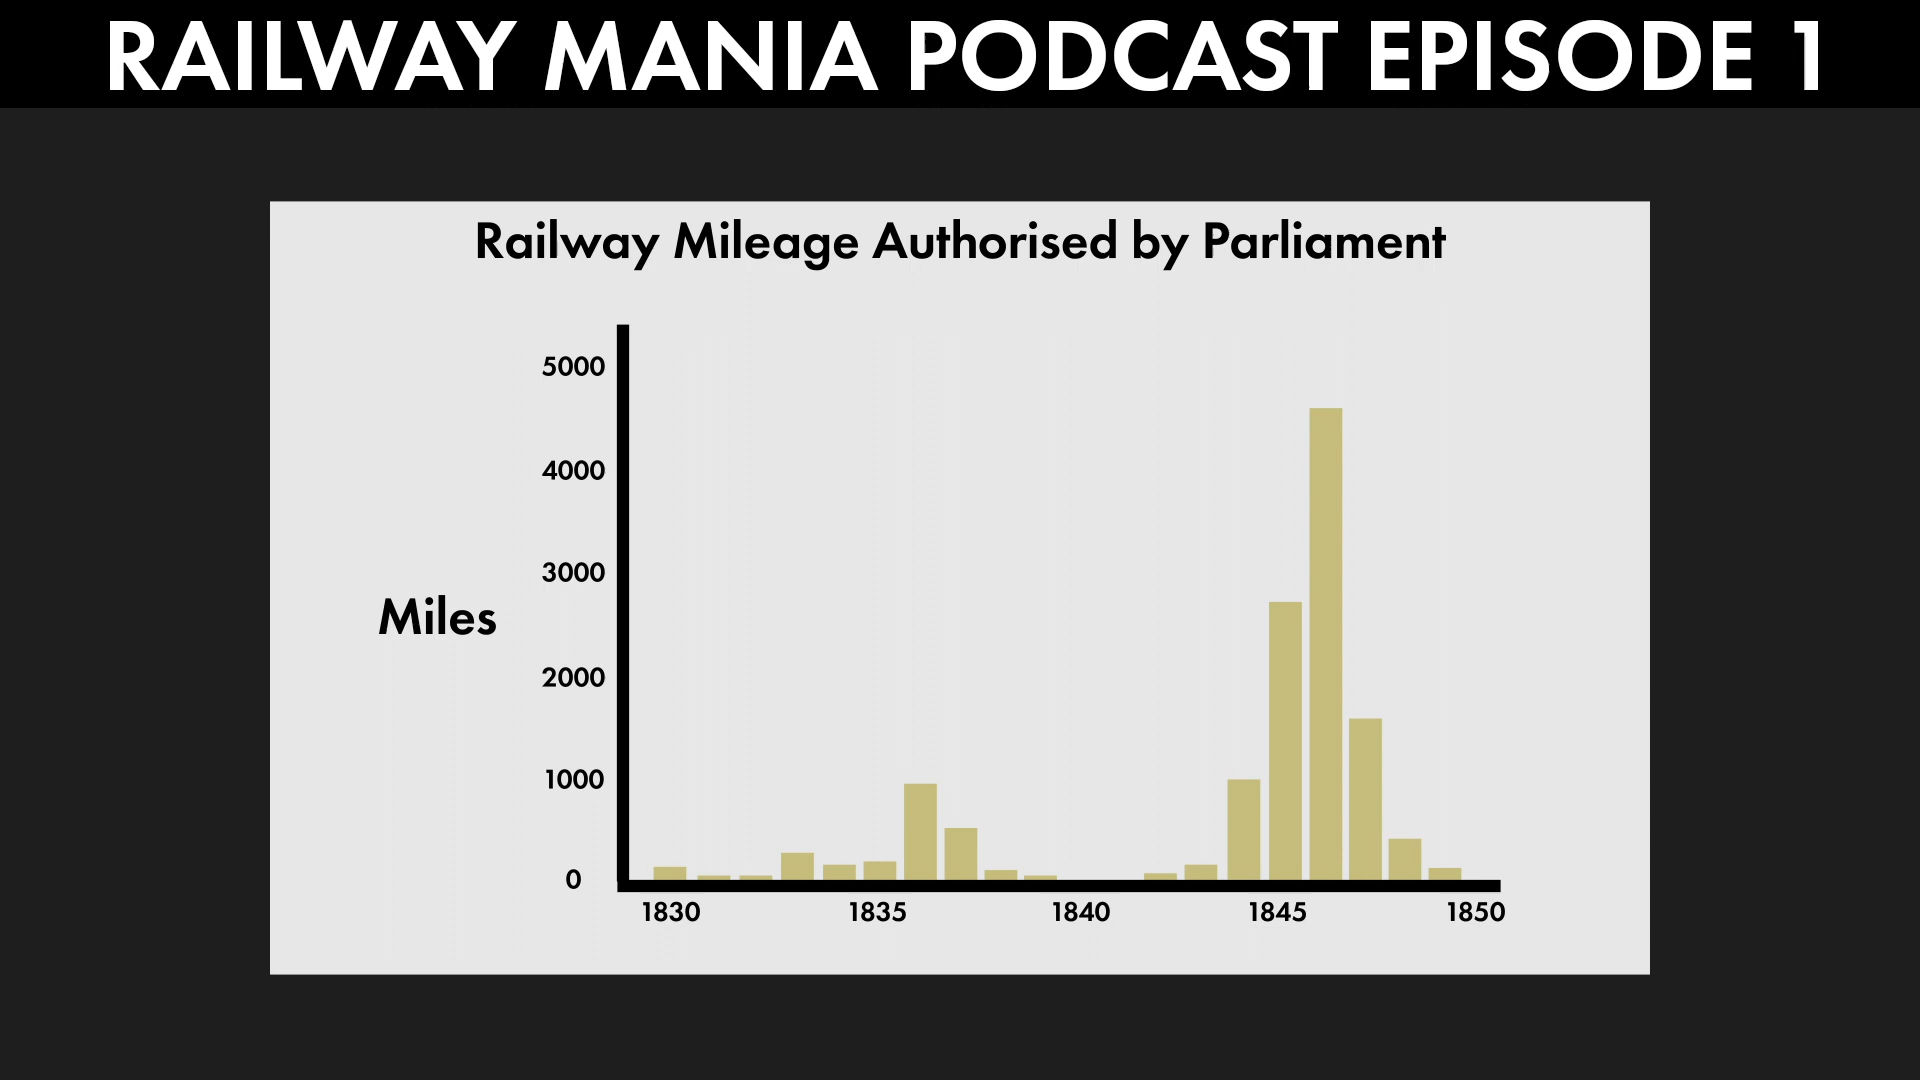 RAILWAY MANIA PODCAST EPISODE 1
Railway Mileage Authorised by Parliament
5000
4000
3000
Miles
2000
1000
0
1830 1835 1840 1845 1850